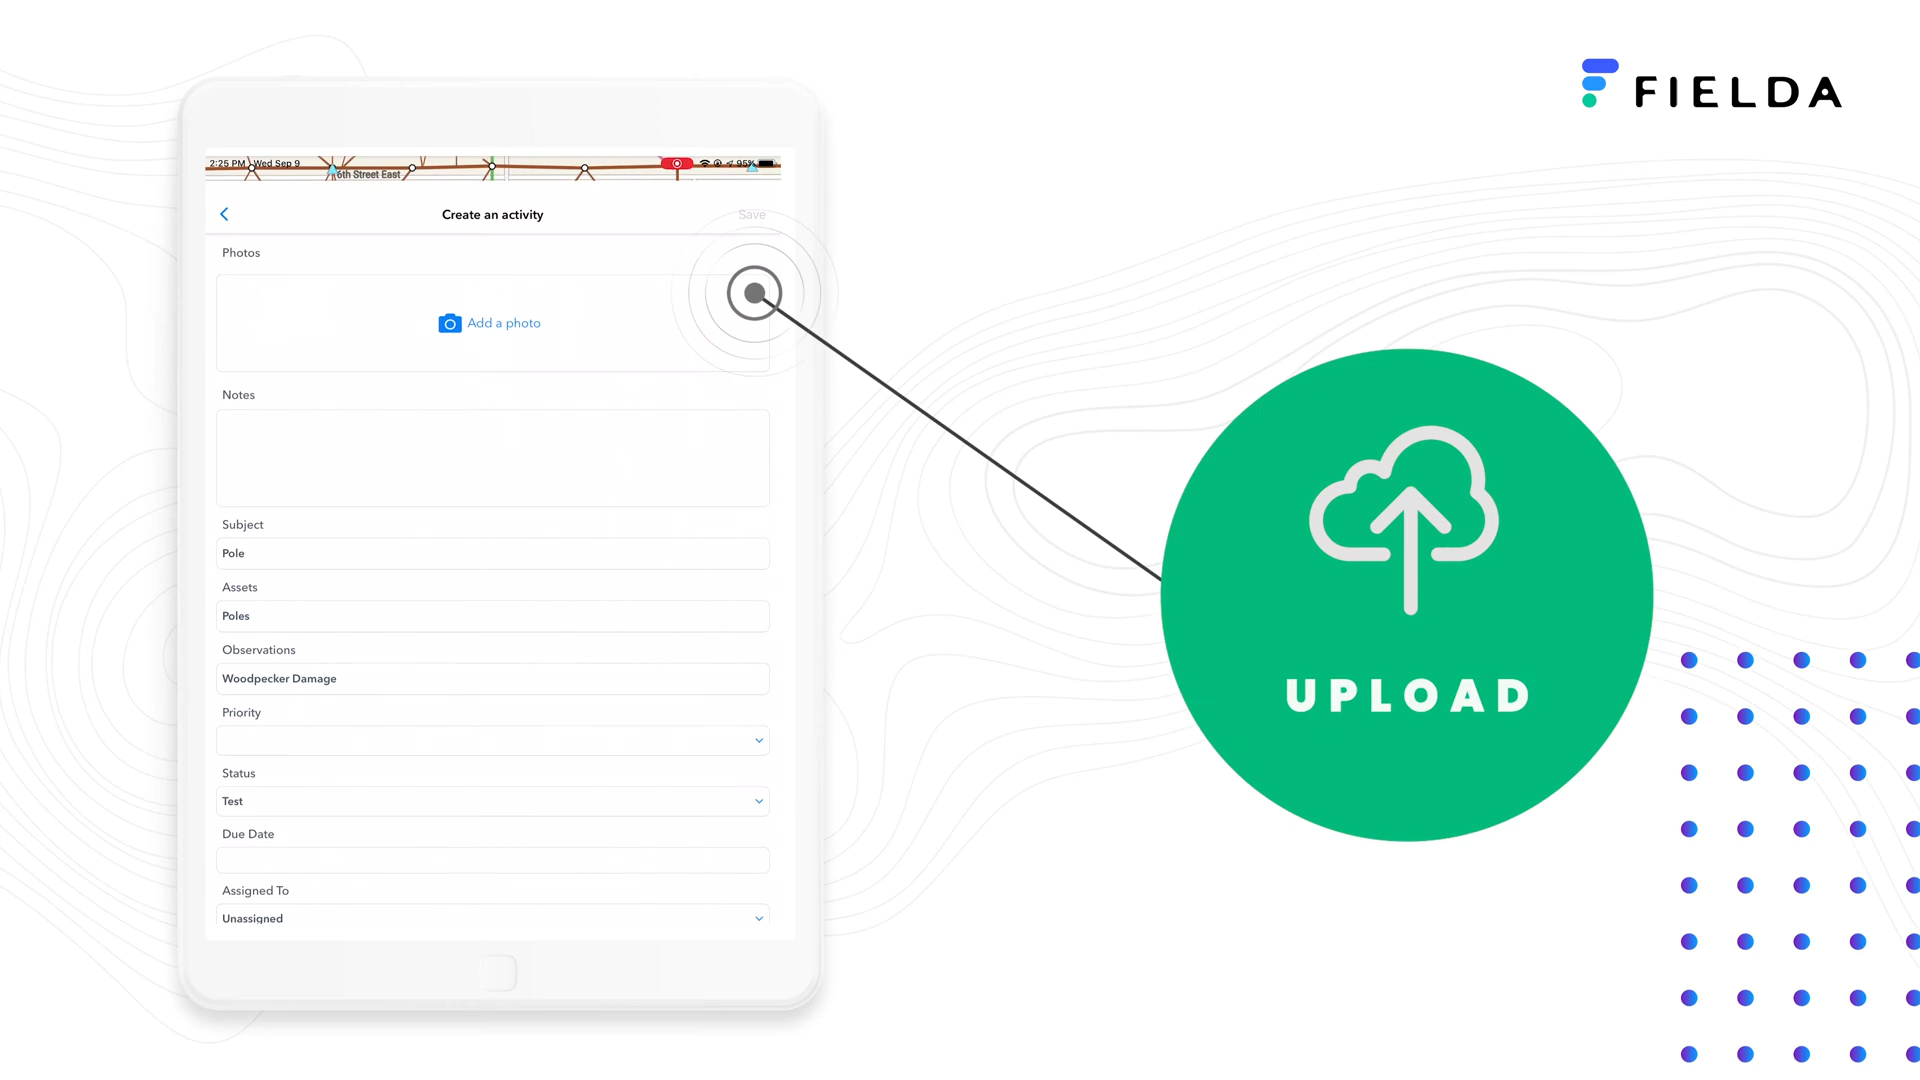 FIELDA
2:25 PM Wed Sep 9
95%
6th Street East
Create an activity
Save
Photos
Add a photo
Notes
Subject
Pole
Assets
Poles
Observations
Woodpecker Damage
Priority
Status
Test
Due Date
Assigned To
Unassigned
UPLOAD